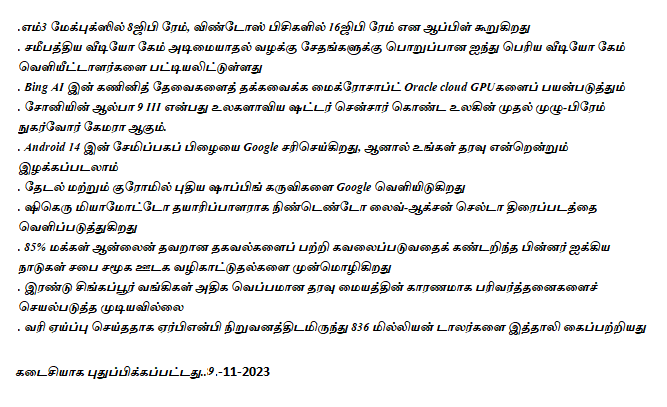 .எம்3 மேக்புக்ஸில் 8ஜிபி ரேம், விண்டோஸ் பிசிகளில் 16ஜிபி ரேம் என ஆப்பிள் கூறுகிறது
. சமீபத்திய வீடியோ கேம் அடிமையாதல் வழக்கு சேதங்களுக்கு பொறுப்பான ஐந்து பெரிய வீடியோ கேம்
வெளியீட்டாளர்களை பட்டியலிட்டுள்ளது
. Bing AI இன் கணினித் தேவைகளைத் தக்கவைக்க மைக்ரோசாப்ட் Oracle cloud GPUகளைப் பயன்படுத்தும்
. சோனியின் ஆல்பா 9 III என்பது உலகளாவிய ஷட்டர் சென்சார் கொண்ட உலகின் முதல் முழு-பிரேம்
நுகர்வோர் கேமரா ஆகும்.
. Android 14 இன் சேமிப்பகப் பிழையை Google சரிசெய்கிறது, ஆனால் உங்கள் தரவு என்றென்றும்
இழக்கப்படலாம்
. தேடல் மற்றும் குரோமில் புதிய ஷாப்பிங் கருவிகளை Google வெளியிடுகிறது
. ஷிகெரு மியாமோட்டோ தயாரிப்பாளராக நிண்டெண்டோ லைவ்-ஆக்சன் செல்டா திரைப்படத்தை
வெளிப்படுத்துகிறது
. 85% மக்கள் ஆன்லைன் தவறான தகவல்களைப் பற்றி கவலைப்படுவதைக் கண்டறிந்த பின்னர் ஐக்கிய
நாடுகள் சபை சமூக ஊடக வழிகாட்டுதல்களை முன்மொழிகிறது
. இரண்டு சிங்கப்பூர் வங்கிகள் அதிக வெப்பமான தரவு மையத்தின் காரணமாக பரிவர்த்தனைகளைச்
செயல்படுத்த முடியவில்லை
. வரி ஏய்ப்பு செய்ததாக ஏர்பிஎன்பி நிறுவனத்திடமிருந்து 836 மில்லியன் டாலர்களை இத்தாலி கைப்பற்றியது
கடைசியாக புதுப்பிக்கப்பட்டது..9.-11-2023